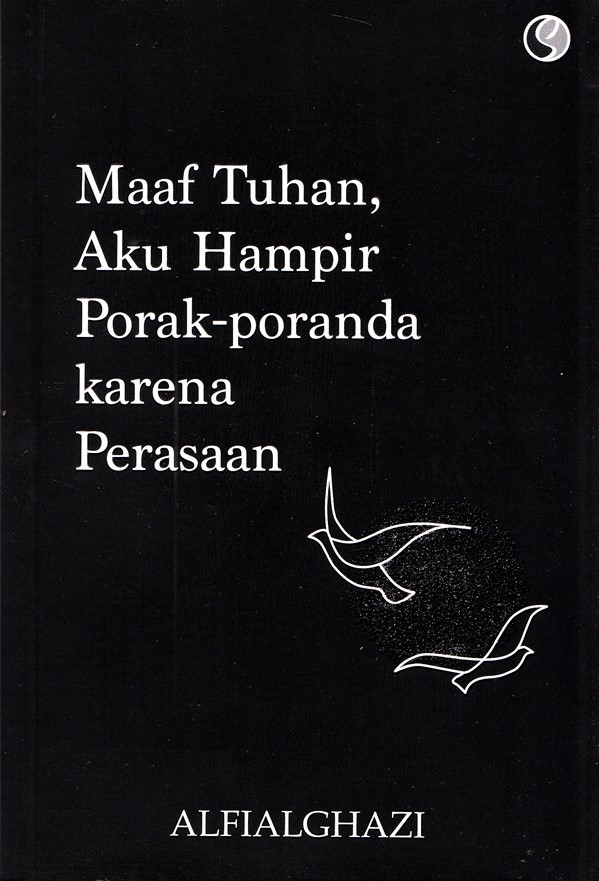 Maaf Tuhan,
Aku Hampir
Porak-poranda
karena
Perasaan
ALFIALGHAZI